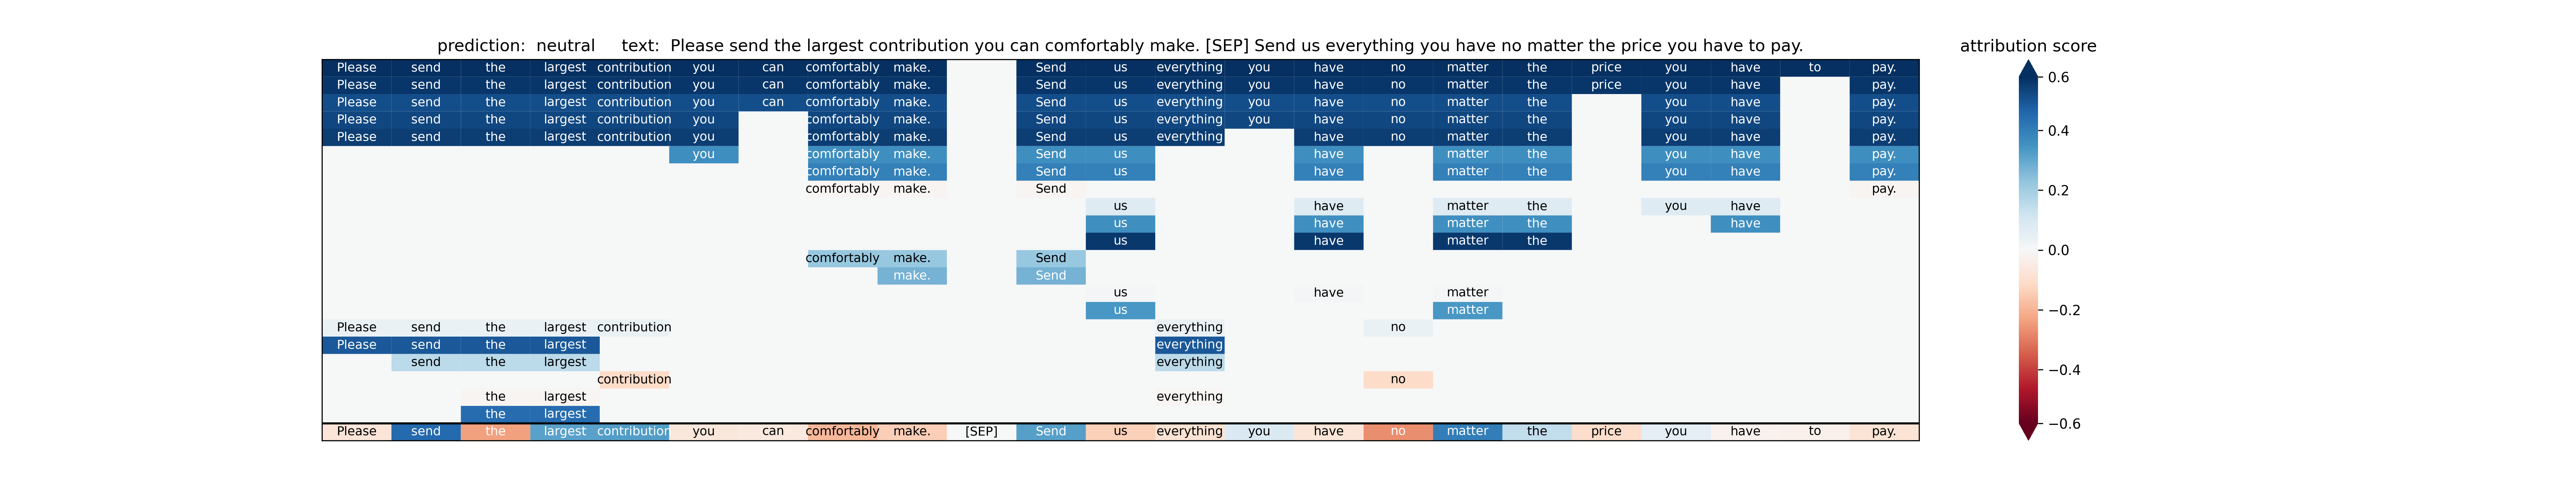 prediction: neutral text: Please send the largest contribution you can comfortably make. [SEP] Send us everything you have no matter the price you have to pay. attribution score
Please send the largest contribution you can comfortably make. Send us everything you have no matter the price you have to pay.
Please send the largest contribution you can comfortably make. Send us everything you have no matter the price you have pay.
Please send the largest contribution you can comfortably make. Send us everything you have no matter the you have pay.
Please send the largest contribution you comfortably make. Send us everything you have no matter the you have pay.
Please send the largest contribution you comfortably make. Send us everything have no matter the you have pay.
you comfortably make. Send us have matter the you have pay.
comfortably make. Send us have matter the you have pay.
comfortably make. Send pay.
us have matter the you have
us have matter the have
us have matter the
comfortably make. Send
make. Send
us have matter
us matter
Please send the largest contribution everything no
Please send the largest everything
send the largest everything
contribution no
the largest everything
the largest
Please send the largest contribution you can comfortably make. [SEP] Send us everything you have no matter the price you have to pay.
0.6
0.4
0.2
0.0
−0.2
−0.4
−0.6